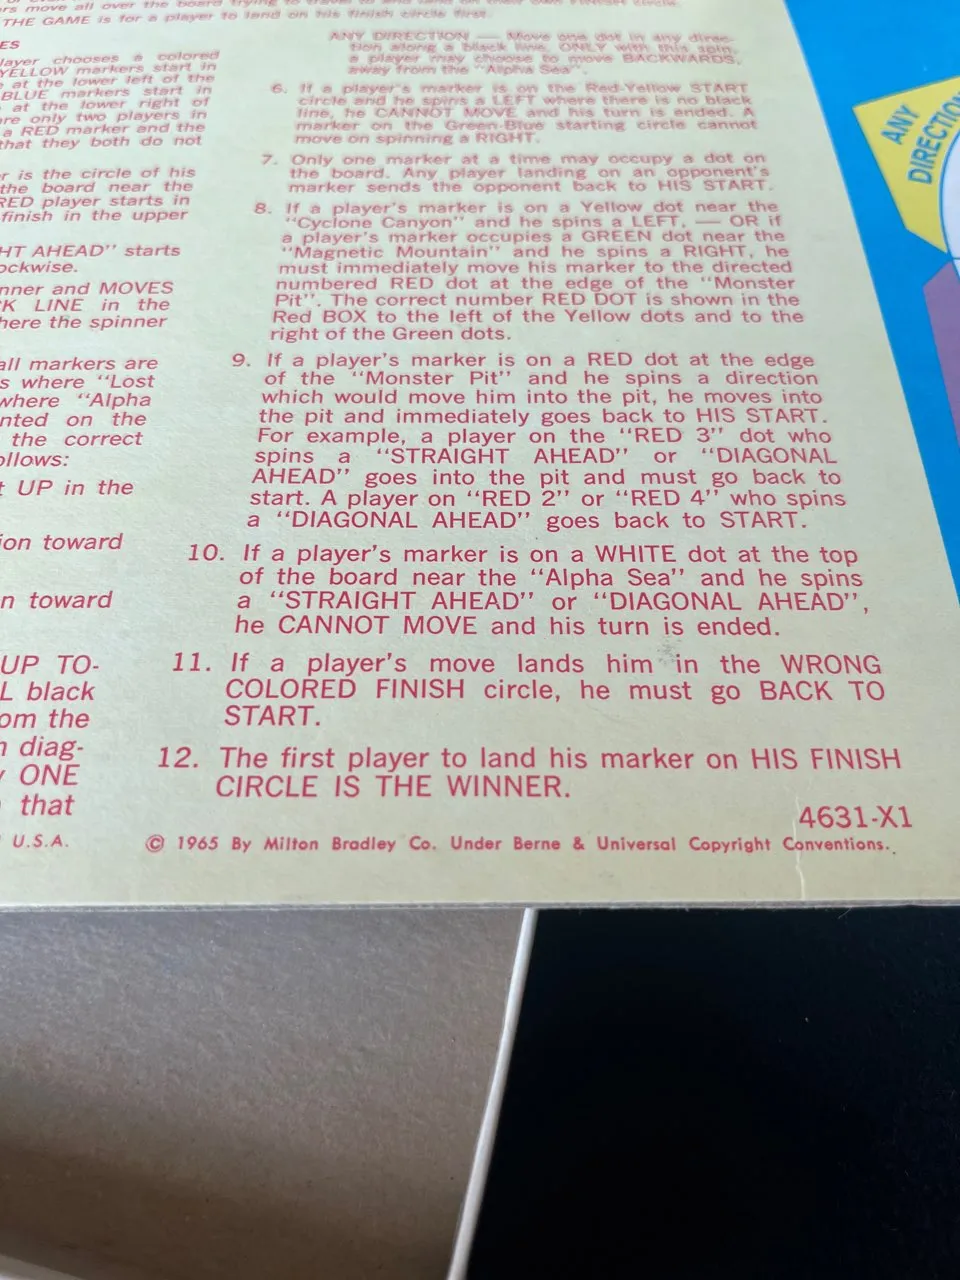 THE GAME is for a player to land on his finish circle first.
ES
layer chooses a colored
YELLOW markers start in
at the lower left of the
BLUE markers start in
at the lower right of
re only two players in
a RED marker and the
that they both do not
r is the circle of his
the board near the
RED player starts in
finish in the upper
HT AHEAD" starts
ockwise.
nner and MOVES
K LINE in the
here the spinner
all markers are
s where "Lost
where "Alpha
nted on the
the correct
ollows:
t UP in the
ion toward
n toward
UP TO-
L black
om the
n diag-
y ONE
that
U.S.A.
ANY DIRECTION — Move one dot in any direc-
tion along a black line. ONLY with this spin,
a player may choose to move BACKWARDS,
away from the "Alpha Sea".
6. If a player's marker is on the Red-Yellow START
circle and he spins a LEFT where there is no black
line, he CANNOT MOVE and his turn is ended. A
marker on the Green-Blue starting circle cannot
move on spinning a RIGHT.
7. Only one marker at a time may occupy a dot on
the board. Any player landing on an opponent's
marker sends the opponent back to HIS START.
8. If a player's marker is on a Yellow dot near the
"Cyclone Canyon" and he spins a LEFT, — OR if
a player's marker occupies a GREEN dot near the
"Magnetic Mountain" and he spins a RIGHT, he
must immediately move his marker to the directed
numbered RED dot at the edge of the "Monster
Pit". The correct number RED DOT is shown in the
Red BOX to the left of the Yellow dots and to the
right of the Green dots.
9. If a player's marker is on a RED dot at the edge
of the "Monster Pit" and he spins a direction
which would move him into the pit, he moves into
the pit and immediately goes back to HIS START.
For example, a player on the "RED 3" dot who
spins a "STRAIGHT AHEAD" or "DIAGONAL
AHEAD" goes into the pit and must go back to
start. A player on "RED 2" or "RED 4" who spins
a "DIAGONAL AHEAD" goes back to START.
10. If a player's marker is on a WHITE dot at the top
of the board near the "Alpha Sea" and he spins
a "STRAIGHT AHEAD" or "DIAGONAL AHEAD",
he CANNOT MOVE and his turn is ended.
11. If a player's move lands him in the WRONG
COLORED FINISH circle, he must go BACK TO
START.
12. The first player to land his marker on HIS FINISH
CIRCLE IS THE WINNER.
4631-X1
© 1965 By Milton Bradley Co. Under Berne & Universal Copyright Conventions.
ANY
DIRECTION